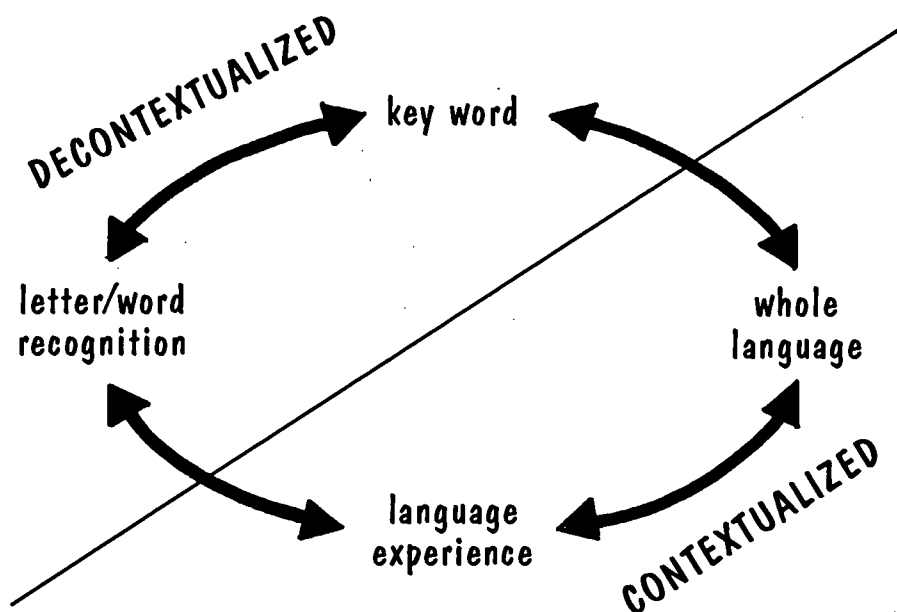 DECONTEXTUALIZED
key word
letter/word
recognition
whole
language
language
experience
CONTEXTUALIZED